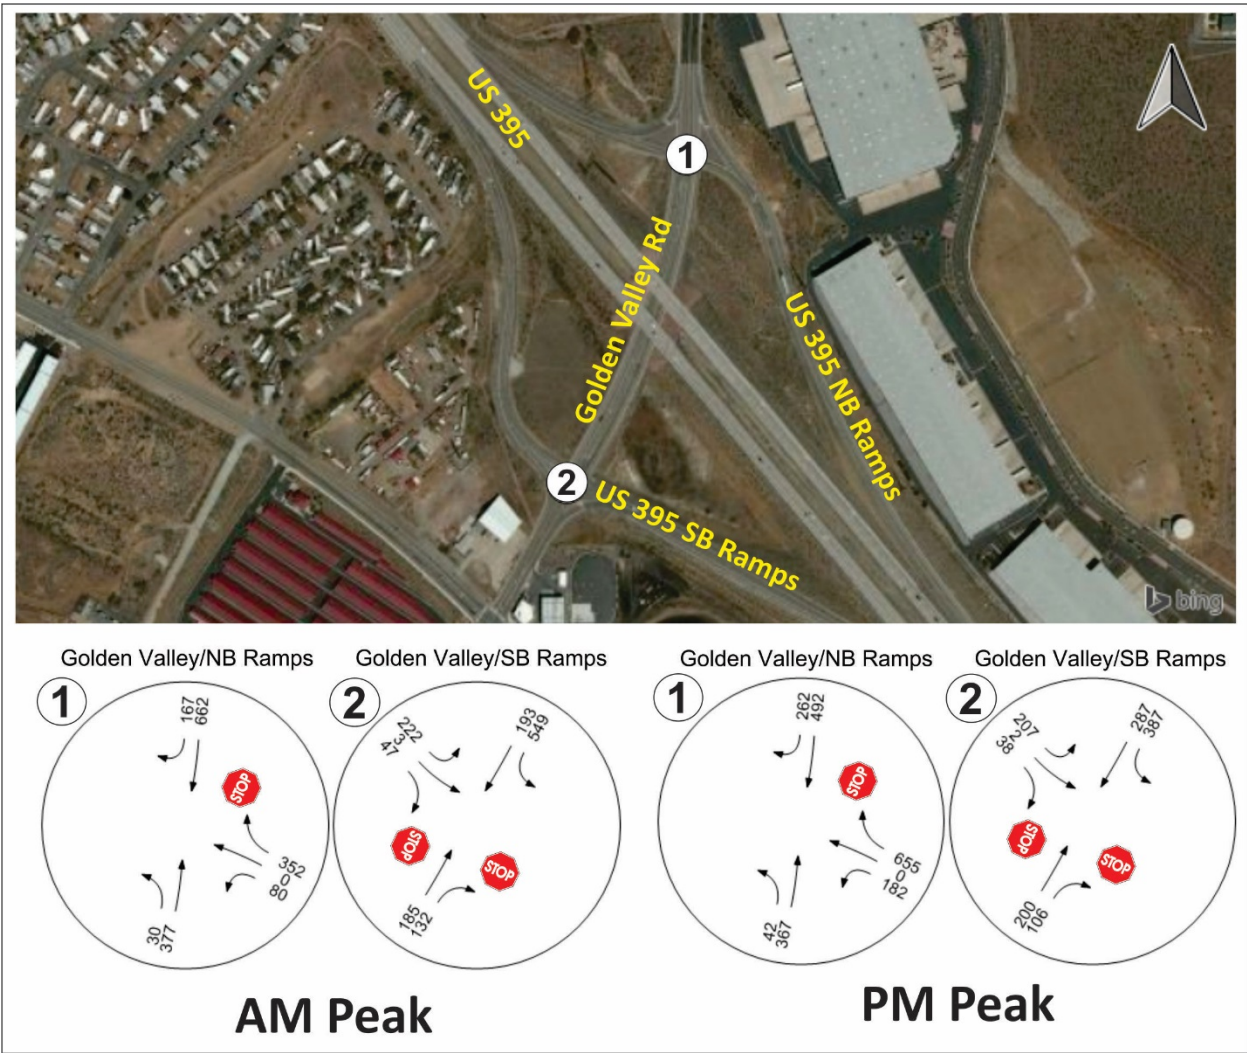 US 395
1
Golden Valley Rd
US 395 NB Ramps
2
US 395 SB Ramps
bing
Golden Valley/NB Ramps
Golden Valley/SB Ramps
Golden Valley/NB Ramps
Golden Valley/SB Ramps
1
167
662
STOP
352
0
80
30
377
2
222
3
47
193
549
STOP
STOP
185
132
1
262
492
STOP
655
0
182
42
367
2
207
2
38
287
387
STOP
STOP
200
106
AM Peak
PM Peak